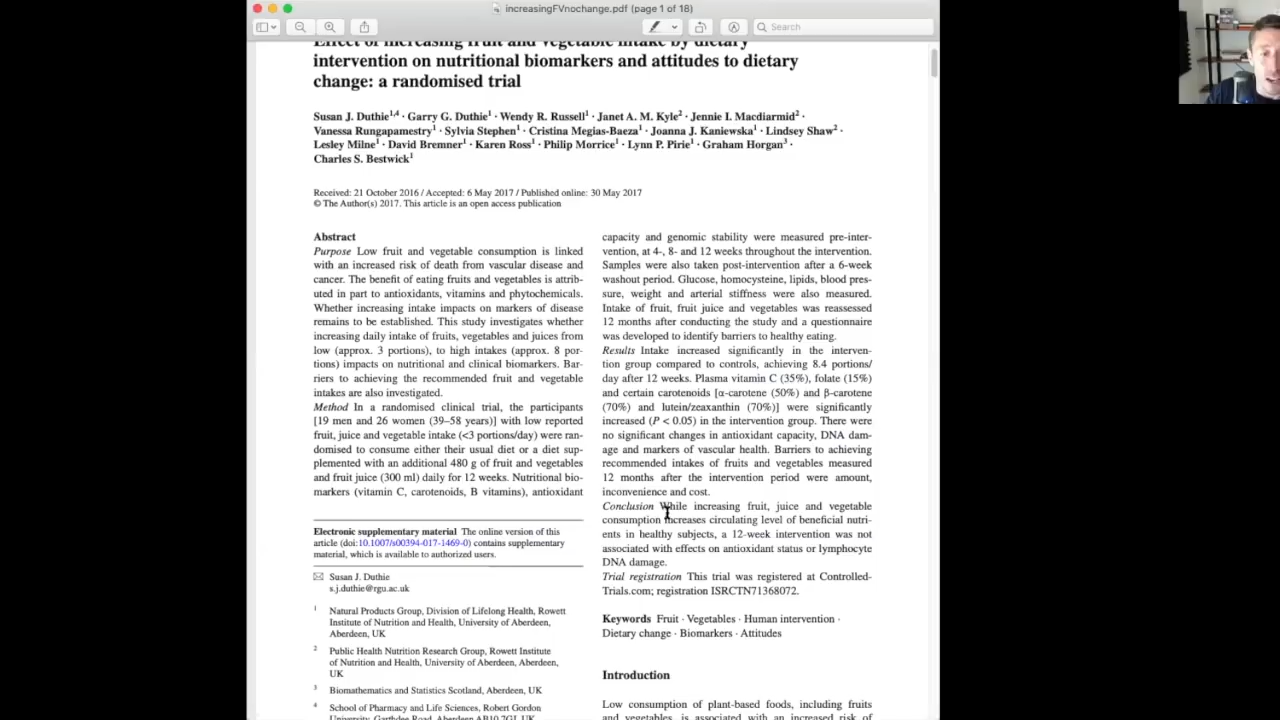 increasingFVnochange.pdf (page 1 of 18)
Search
Effect of increasing fruit and vegetable intake by dietary
intervention on nutritional biomarkers and attitudes to dietary
change: a randomised trial
Susan J. Duthie1,4 · Garry G. Duthie1 · Wendy R. Russell1 · Janet A. M. Kyle2 · Jennie I. Macdiarmid2 ·
Vanessa Rungapamestry1 · Sylvia Stephen1 · Cristina Megias-Baeza1 · Joanna J. Kaniewska1 · Lindsey Shaw2 ·
Lesley Milne1 · David Bremner1 · Karen Ross1 · Philip Morrice1 · Lynn P. Pirie1 · Graham Horgan3 ·
Charles S. Bestwick1
Received: 21 October 2016 / Accepted: 6 May 2017 / Published online: 30 May 2017
© The Author(s) 2017. This article is an open access publication
Abstract
Purpose Low fruit and vegetable consumption is linked
with an increased risk of death from vascular disease and
cancer. The benefit of eating fruits and vegetables is attrib-
uted in part to antioxidants, vitamins and phytochemicals.
Whether increasing intake impacts on markers of disease
remains to be established. This study investigates whether
increasing daily intake of fruits, vegetables and juices from
low (approx. 3 portions), to high intakes (approx. 8 por-
tions) impacts on nutritional and clinical biomarkers. Bar-
riers to achieving the recommended fruit and vegetable
intakes are also investigated.
Method In a randomised clinical trial, the participants
[19 men and 26 women (39–58 years)] with low reported
fruit, juice and vegetable intake (<3 portions/day) were ran-
domised to consume either their usual diet or a diet sup-
plemented with an additional 480 g of fruit and vegetables
and fruit juice (300 ml) daily for 12 weeks. Nutritional bio-
markers (vitamin C, carotenoids, B vitamins), antioxidant
Electronic supplementary material The online version of this
article (doi:10.1007/s00394-017-1469-0) contains supplementary
material, which is available to authorized users.
Susan J. Duthie
s.j.duthie@rgu.ac.uk
1 Natural Products Group, Division of Lifelong Health, Rowett
Institute of Nutrition and Health, University of Aberdeen,
Aberdeen, UK
2 Public Health Nutrition Research Group, Rowett Institute
of Nutrition and Health, University of Aberdeen, Aberdeen,
UK
3 Biomathematics and Statistics Scotland, Aberdeen, UK
4 School of Pharmacy and Life Sciences, Robert Gordon
University, Garthdee Road, Aberdeen AB10 7GJ, UK
capacity and genomic stability were measured pre-inter-
vention, at 4-, 8- and 12 weeks throughout the intervention.
Samples were also taken post-intervention after a 6-week
washout period. Glucose, homocysteine, lipids, blood pres-
sure, weight and arterial stiffness were also measured.
Intake of fruit, fruit juice and vegetables was reassessed
12 months after conducting the study and a questionnaire
was developed to identify barriers to healthy eating.
Results Intake increased significantly in the interven-
tion group compared to controls, achieving 8.4 portions/
day after 12 weeks. Plasma vitamin C (35%), folate (15%)
and certain carotenoids [α-carotene (50%) and β-carotene
(70%) and lutein/zeaxanthin (70%)] were significantly
increased (P < 0.05) in the intervention group. There were
no significant changes in antioxidant capacity, DNA dam-
age and markers of vascular health. Barriers to achieving
recommended intakes of fruits and vegetables measured
12 months after the intervention period were amount,
inconvenience and cost.
Conclusion While increasing fruit, juice and vegetable
consumption increases circulating level of beneficial nutri-
ents in healthy subjects, a 12-week intervention was not
associated with effects on antioxidant status or lymphocyte
DNA damage.
Trial registration This trial was registered at Controlled-
Trials.com; registration ISRCTN71368072.
Keywords Fruit · Vegetables · Human intervention ·
Dietary change · Biomarkers · Attitudes
Introduction
Low consumption of plant-based foods, including fruits
and vegetables, is associated with an increased risk of